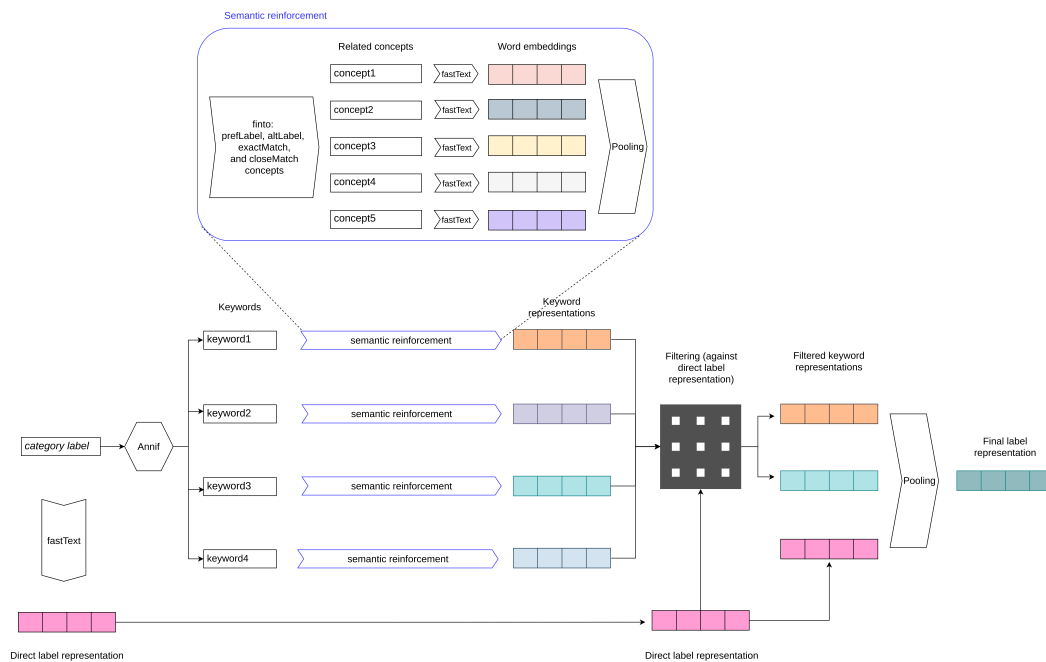 Semantic reinforcement
Related concepts
Word embeddings
finto:
prefLabel, altLabel,
exactMatch,
and closeMatch
concepts
concept1
fastText
concept2
fastText
concept3
fastText
concept4
fastText
concept5
fastText
Pooling
Keywords
Keyword
representations
keyword1
semantic reinforcement
keyword2
semantic reinforcement
keyword3
semantic reinforcement
keyword4
semantic reinforcement
category label
Annif
fastText
Filtering (against
direct label
representation)
Filtered keyword
representations
Pooling
Final label
representation
Direct label representation
Direct label representation